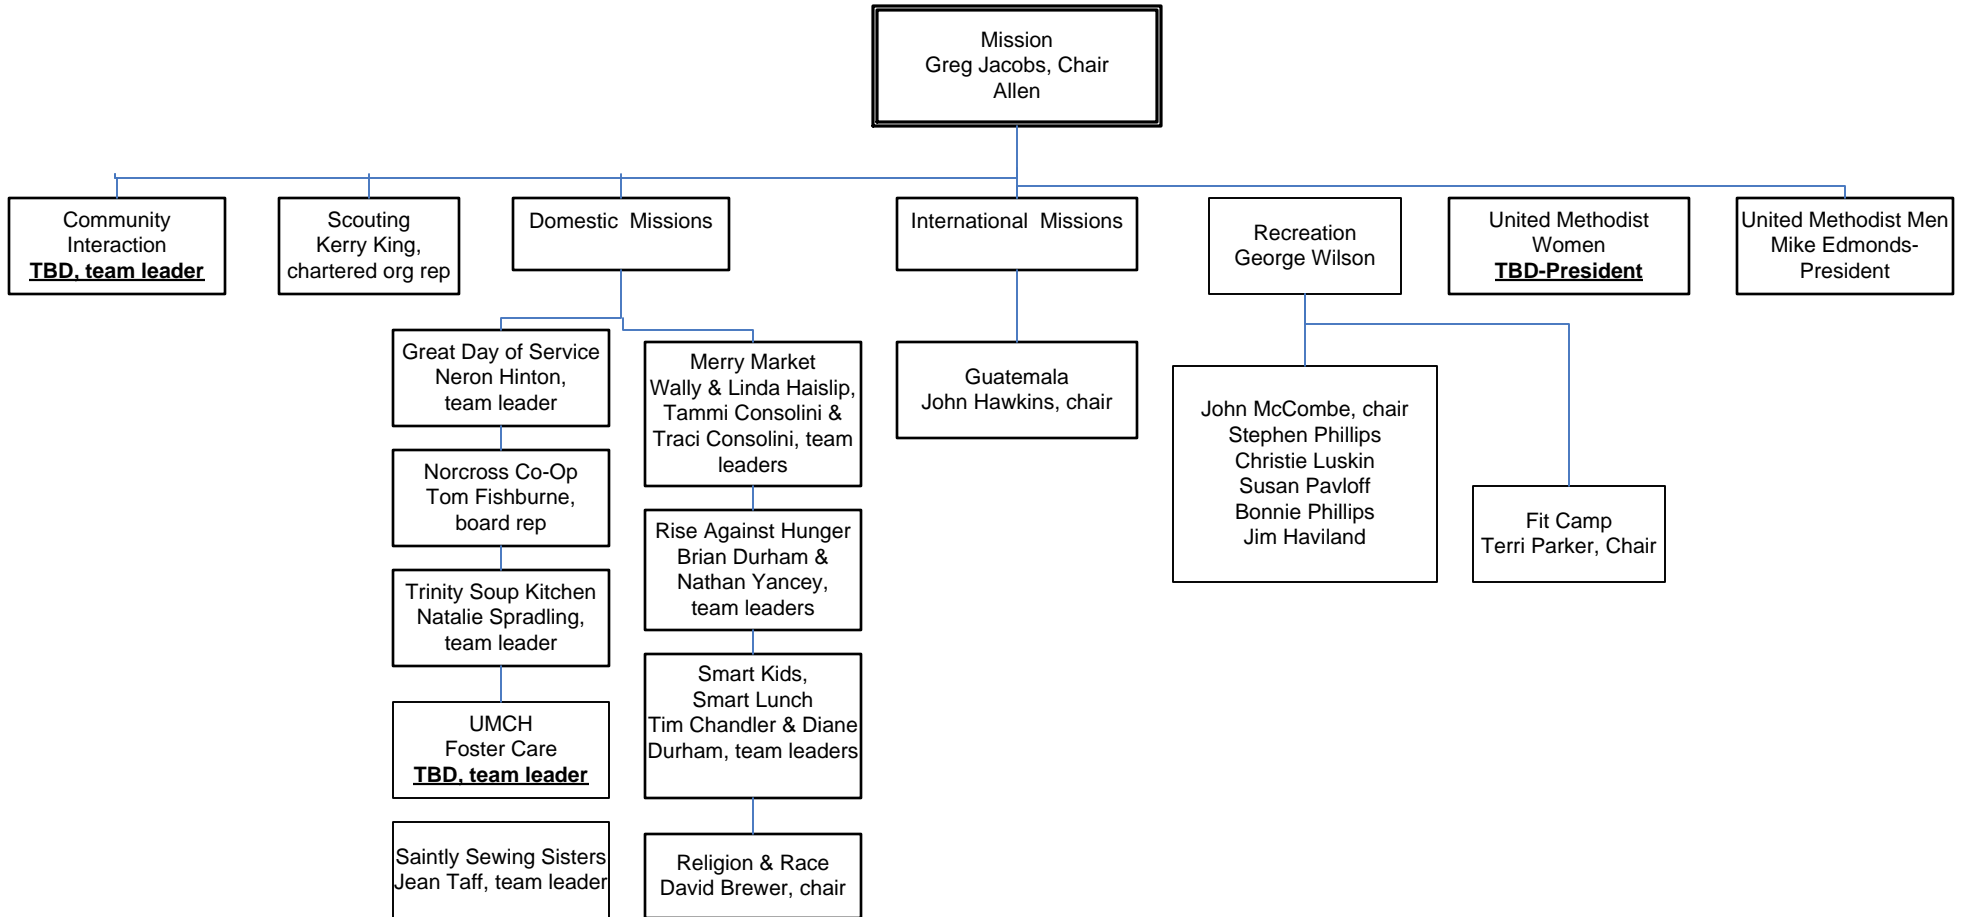 Mission
Greg Jacobs, Chair
Allen
Community
Interaction
TBD, team leader
Scouting
Kerry King,
chartered org rep
Domestic Missions
International Missions
Recreation
George Wilson
United Methodist
Women
TBD-President
United Methodist Men
Mike Edmonds-
President
Great Day of Service
Neron Hinton,
team leader
Norcross Co-Op
Tom Fishburne,
board rep
Trinity Soup Kitchen
Natalie Spradling,
team leader
UMCH
Foster Care
TBD, team leader
Saintly Sewing Sisters
Jean Taff, team leader
Merry Market
Wally & Linda Haislip,
Tammi Consolini &
Traci Consolini, team
leaders
Rise Against Hunger
Brian Durham &
Nathan Yancey,
team leaders
Smart Kids,
Smart Lunch
Tim Chandler & Diane
Durham, team leaders
Religion & Race
David Brewer, chair
Guatemala
John Hawkins, chair
John McCombe, chair
Stephen Phillips
Christie Luskin
Susan Pavloff
Bonnie Phillips
Jim Haviland
Fit Camp
Terri Parker, Chair